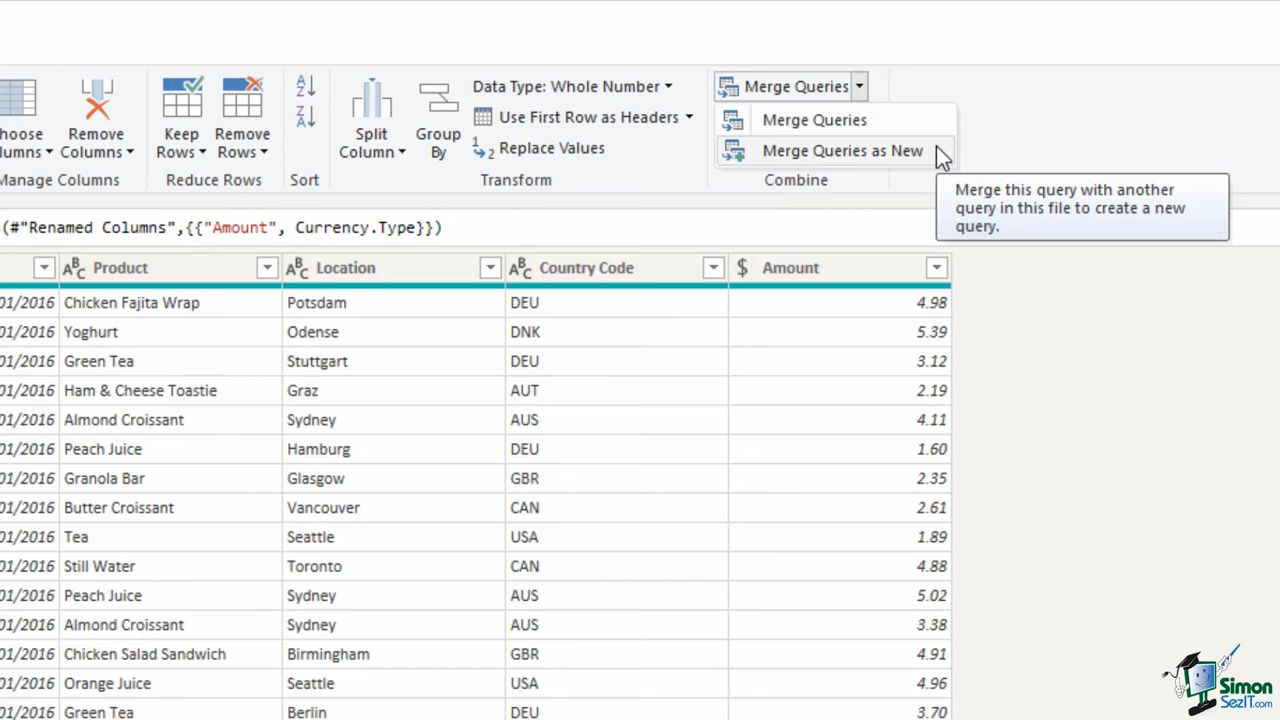 Data Type: Whole Number
Merge Queries
Use First Row as Headers
Merge Queries
Choose
Columns
Remove
Columns
Keep
Rows
Remove
Rows
Split
Column
Group
By
Replace Values
Merge Queries as New
Manage Columns
Reduce Rows
Sort
Transform
Combine
Merge this query with another
query in this file to create a new
query.
(#"Renamed Columns",{{"Amount", Currency.Type}})
Product Location Country Code $ Amount
01/2016 Chicken Fajita Wrap Potsdam DEU 4.98
01/2016 Yoghurt Odense DNK 5.39
01/2016 Green Tea Stuttgart DEU 3.12
01/2016 Ham & Cheese Toastie Graz AUT 2.19
01/2016 Almond Croissant Sydney AUS 4.11
01/2016 Peach Juice Hamburg DEU 1.60
01/2016 Granola Bar Glasgow GBR 2.35
01/2016 Butter Croissant Vancouver CAN 2.61
01/2016 Tea Seattle USA 1.89
01/2016 Still Water Toronto CAN 4.88
01/2016 Peach Juice Sydney AUS 5.02
01/2016 Almond Croissant Sydney AUS 3.38
01/2016 Chicken Salad Sandwich Birmingham GBR 4.91
01/2016 Orange Juice Seattle USA 4.96
01/2016 Green Tea Berlin DEU 3.70
Simon
SezIT.com